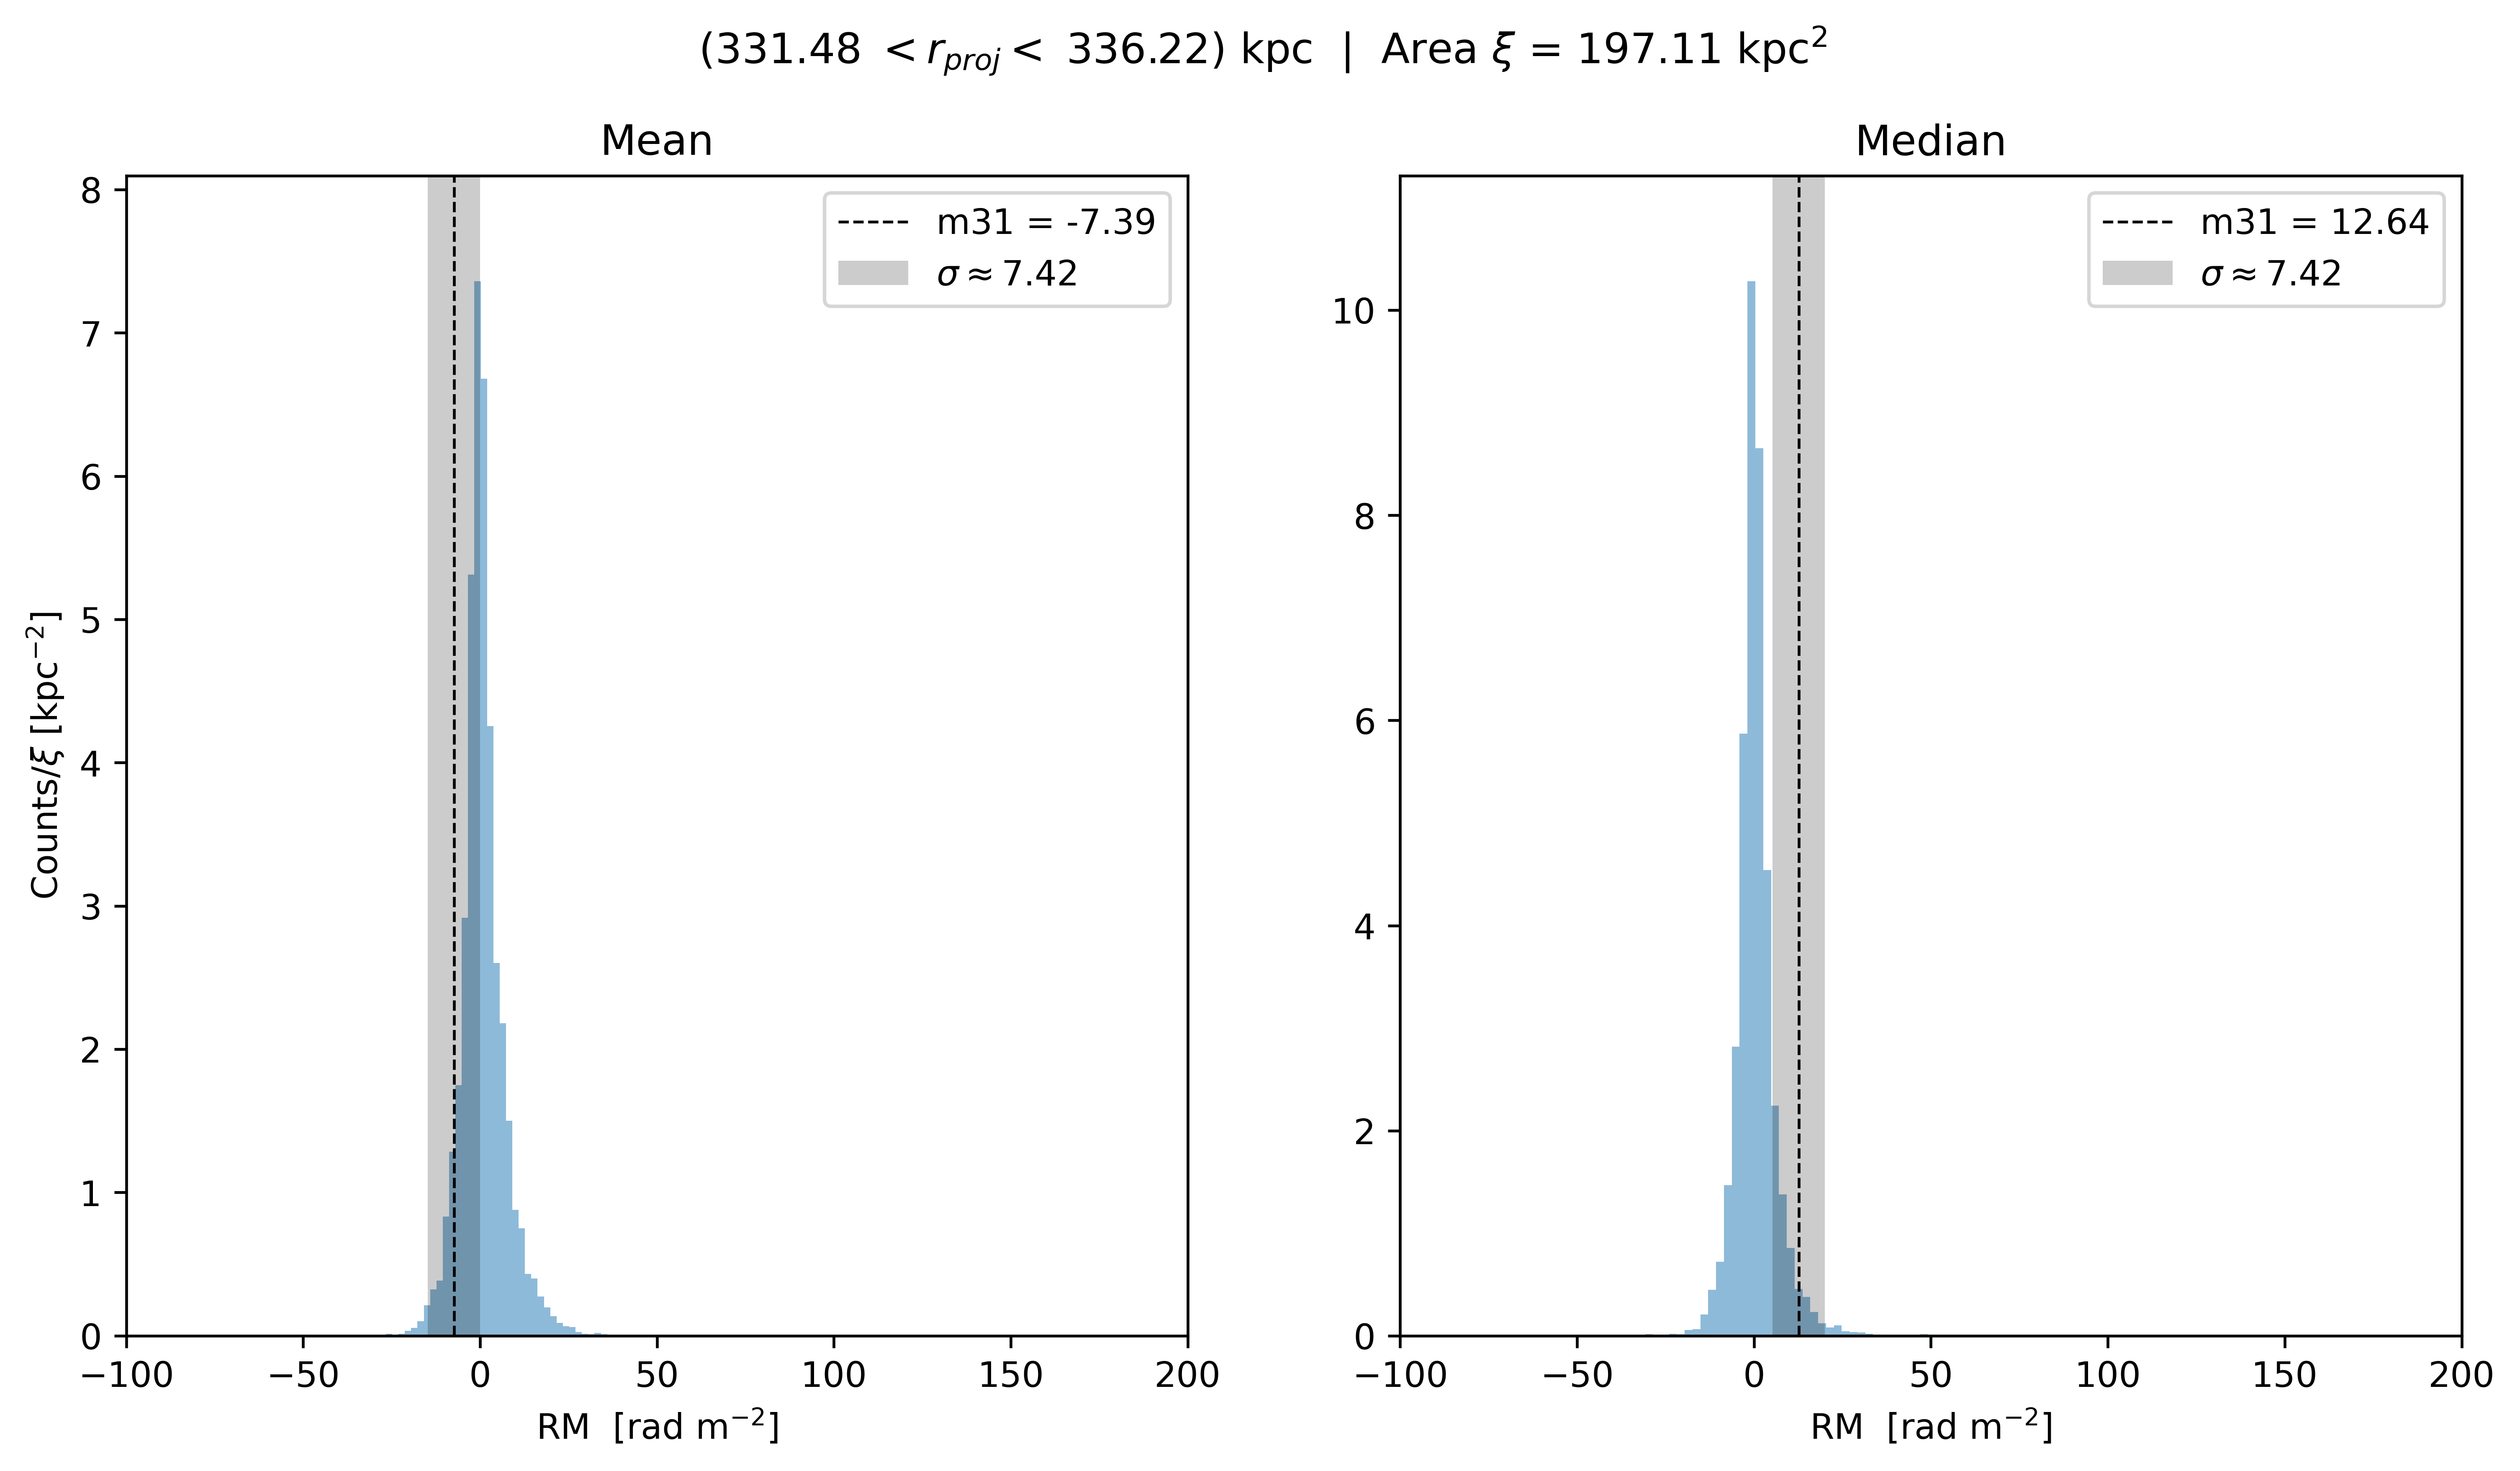 (331.48 < r_proj < 336.22) kpc | Area ξ = 197.11 kpc²
Mean
8
7
6
5
4
3
2
1
0
Counts/ξ [kpc⁻²]
m31 = -7.39
σ ≈ 7.42
−100 −50 0 50 100 150 200
RM [rad m⁻²]
Median
10
8
6
4
2
0
m31 = 12.64
σ ≈ 7.42
−100 −50 0 50 100 150 200
RM [rad m⁻²]